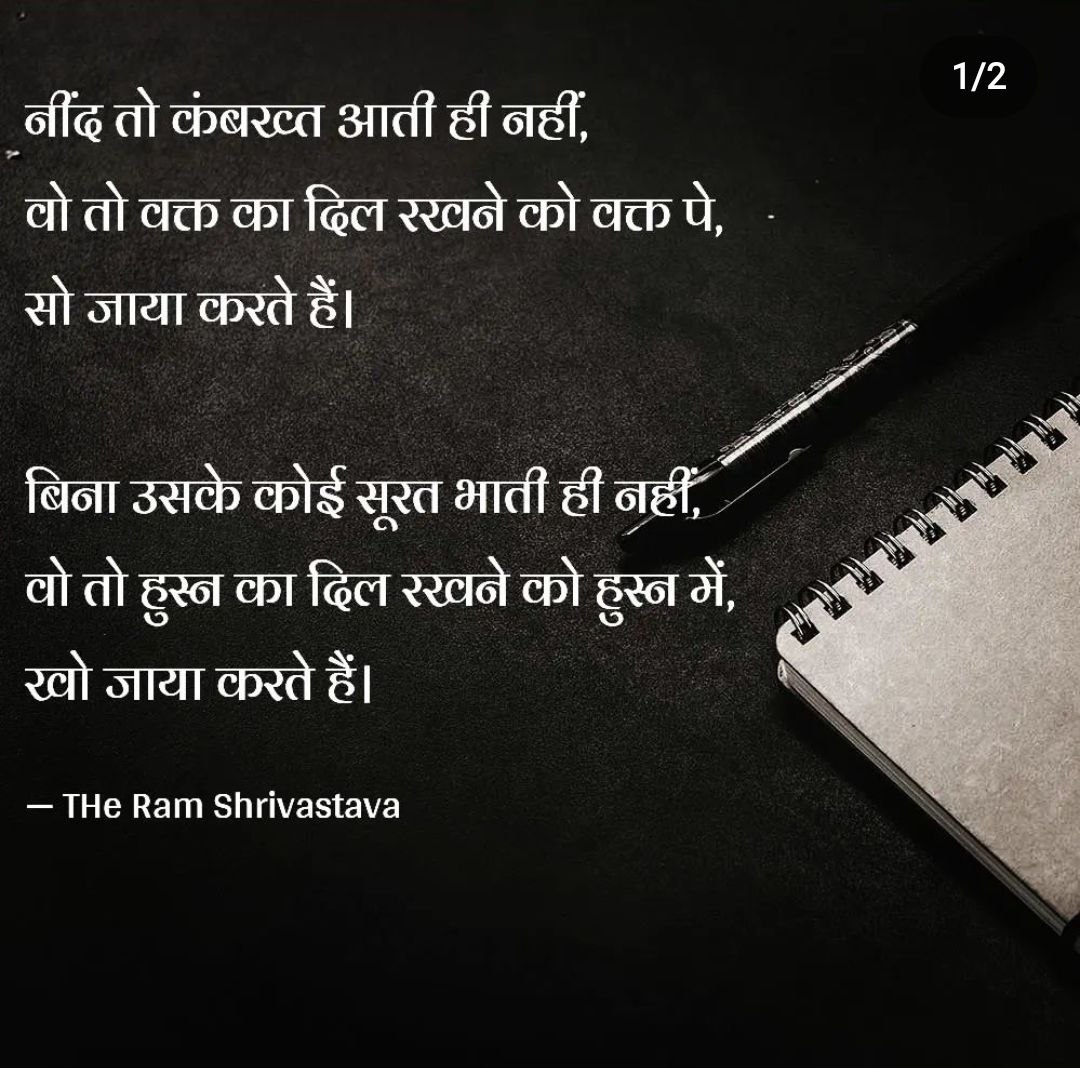 1/2
नींद तो कंबख्त आती ही नहीं,
वो तो वक्त का दिल रखने को वक्त पे,
सो जाया करते हैं।
बिना उसके कोई सूरत भाती ही नहीं,
वो तो हुस्न का दिल रखने को हुस्न में,
खो जाया करते हैं।
— THe Ram Shrivastava